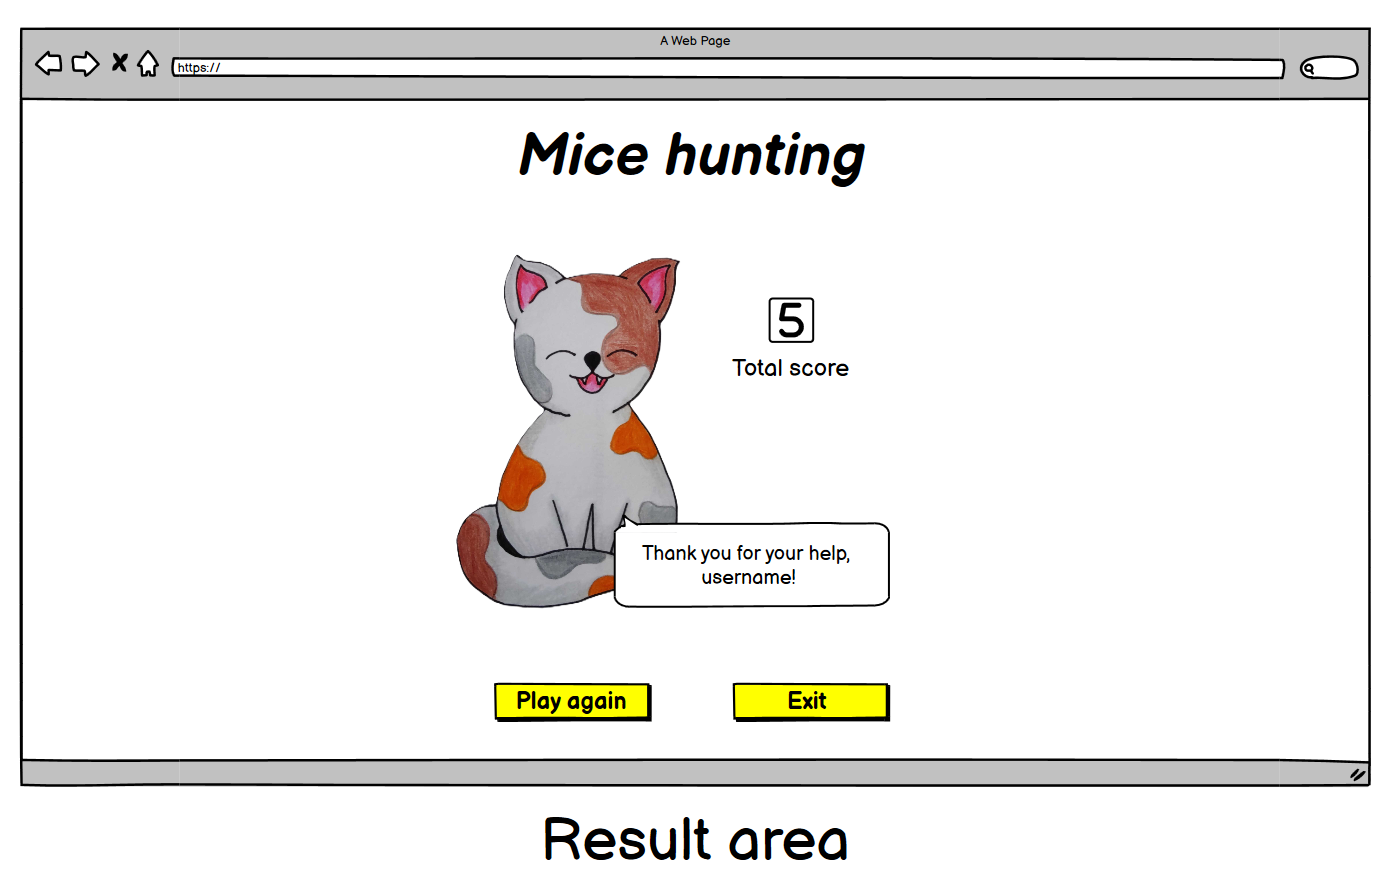 A Web Page
https://
Mice hunting
5
Total score
Thank you for your help,
username!
Play again
Exit
Result area